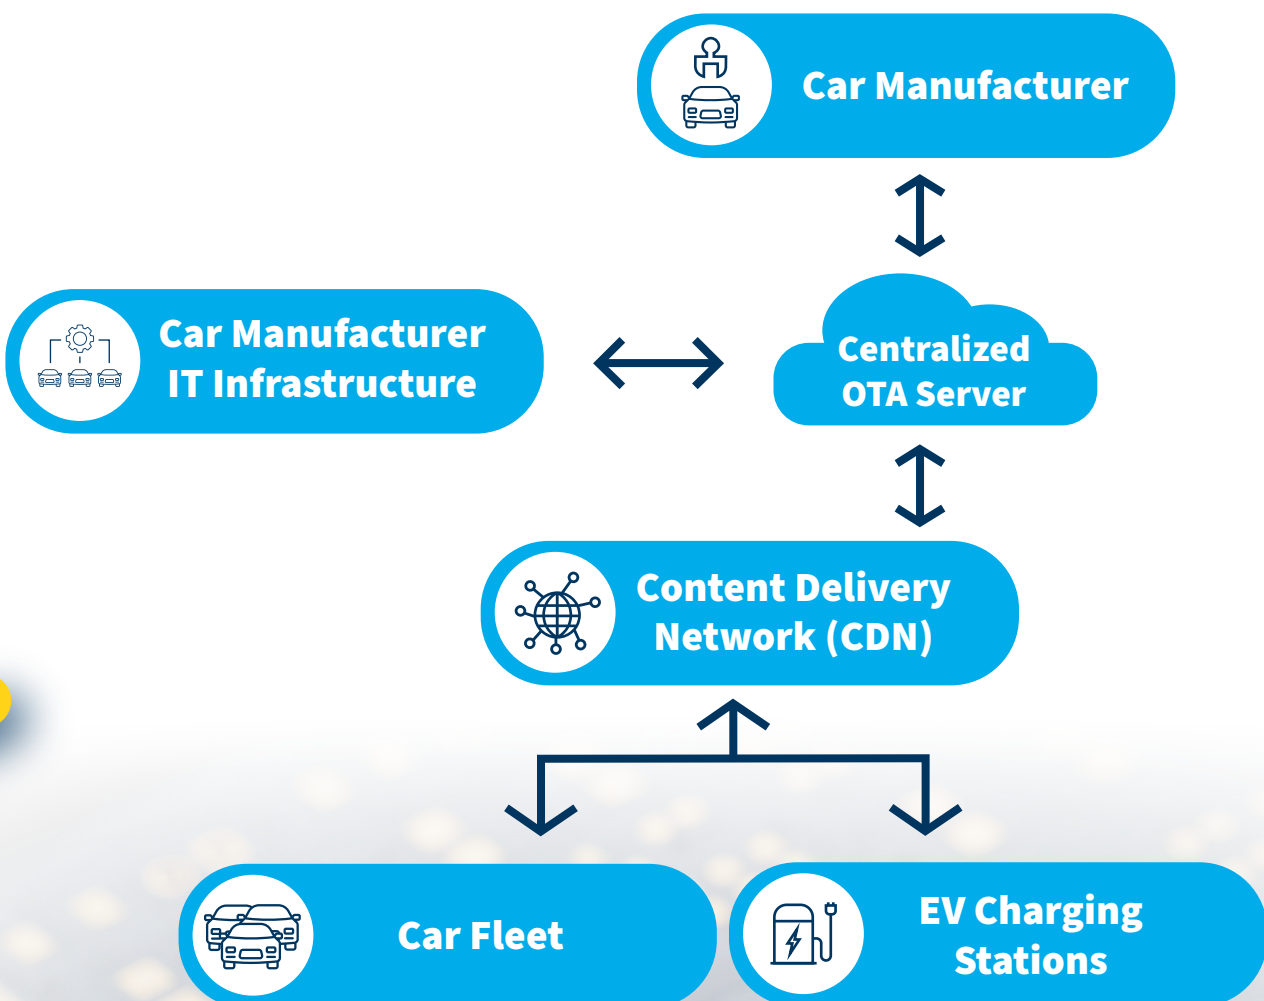 Car Manufacturer
Car Manufacturer
IT Infrastructure
Centralized
OTA Server
Content Delivery
Network (CDN)
Car Fleet
EV Charging
Stations